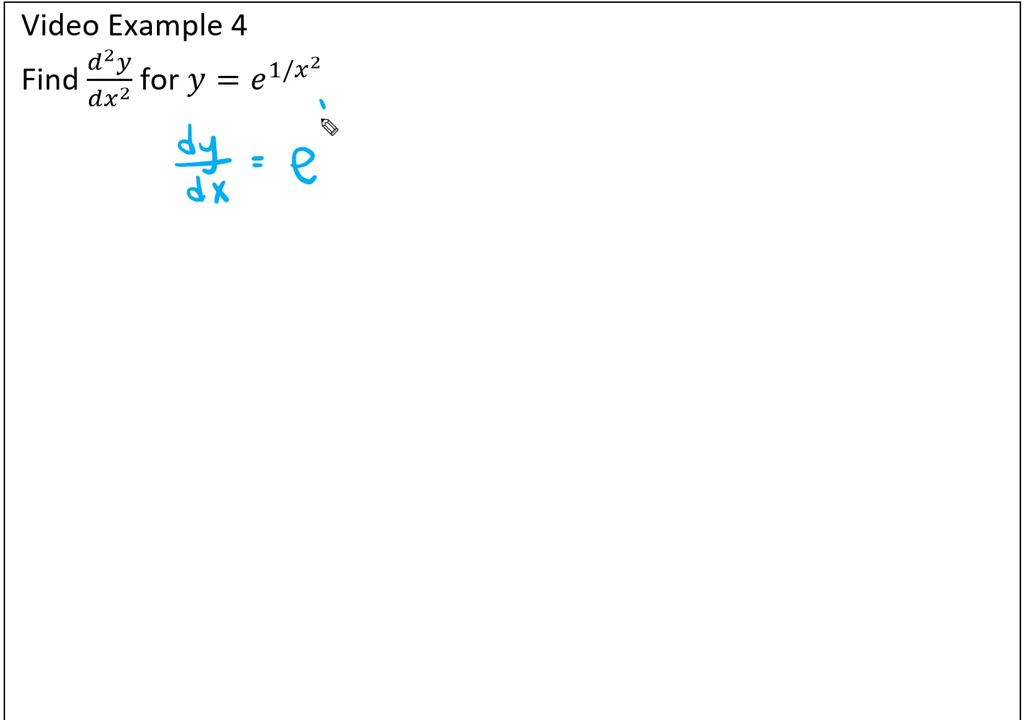 Video Example 4
Find d²y/dx² for y = e^{1/x²}
dy/dx = e